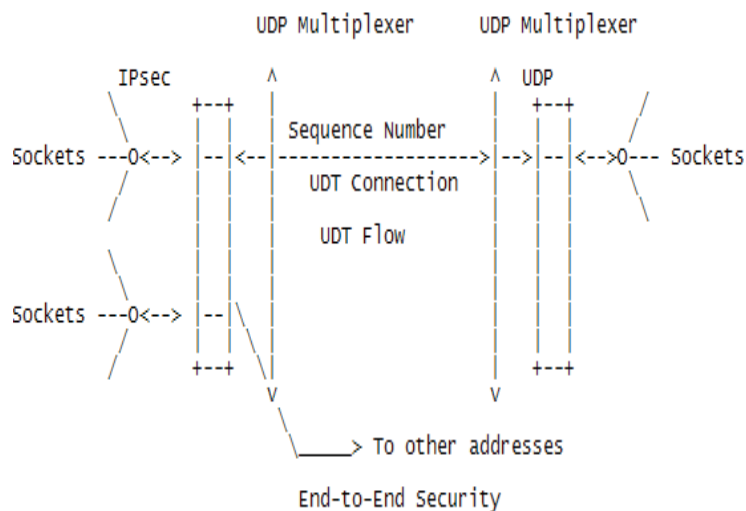 UDP Multiplexer UDP Multiplexer
IPsec UDP
Sequence Number
Sockets Sockets
UDT Connection
UDT Flow
Sockets
To other addresses
End-to-End Security